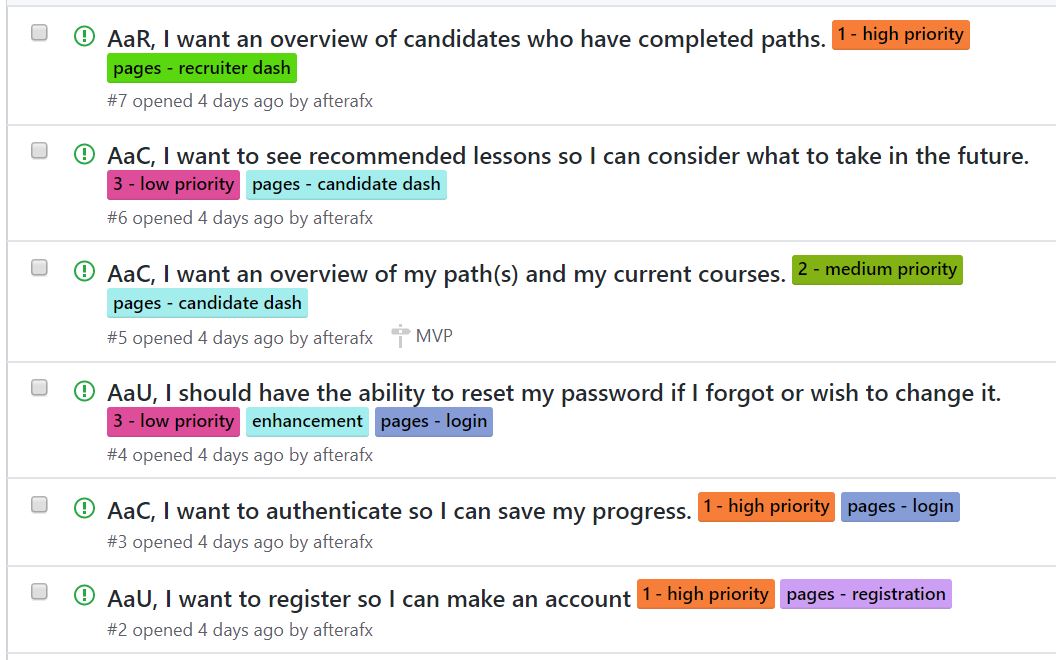 AaR, I want an overview of candidates who have completed paths. 1 - high priority
pages - recruiter dash
#7 opened 4 days ago by afterafx
AaC, I want to see recommended lessons so I can consider what to take in the future.
3 - low priority pages - candidate dash
#6 opened 4 days ago by afterafx
AaC, I want an overview of my path(s) and my current courses. 2 - medium priority
pages - candidate dash
#5 opened 4 days ago by afterafx MVP
AaU, I should have the ability to reset my password if I forgot or wish to change it.
3 - low priority enhancement pages - login
#4 opened 4 days ago by afterafx
AaC, I want to authenticate so I can save my progress. 1 - high priority pages - login
#3 opened 4 days ago by afterafx
AaU, I want to register so I can make an account 1 - high priority pages - registration
#2 opened 4 days ago by afterafx